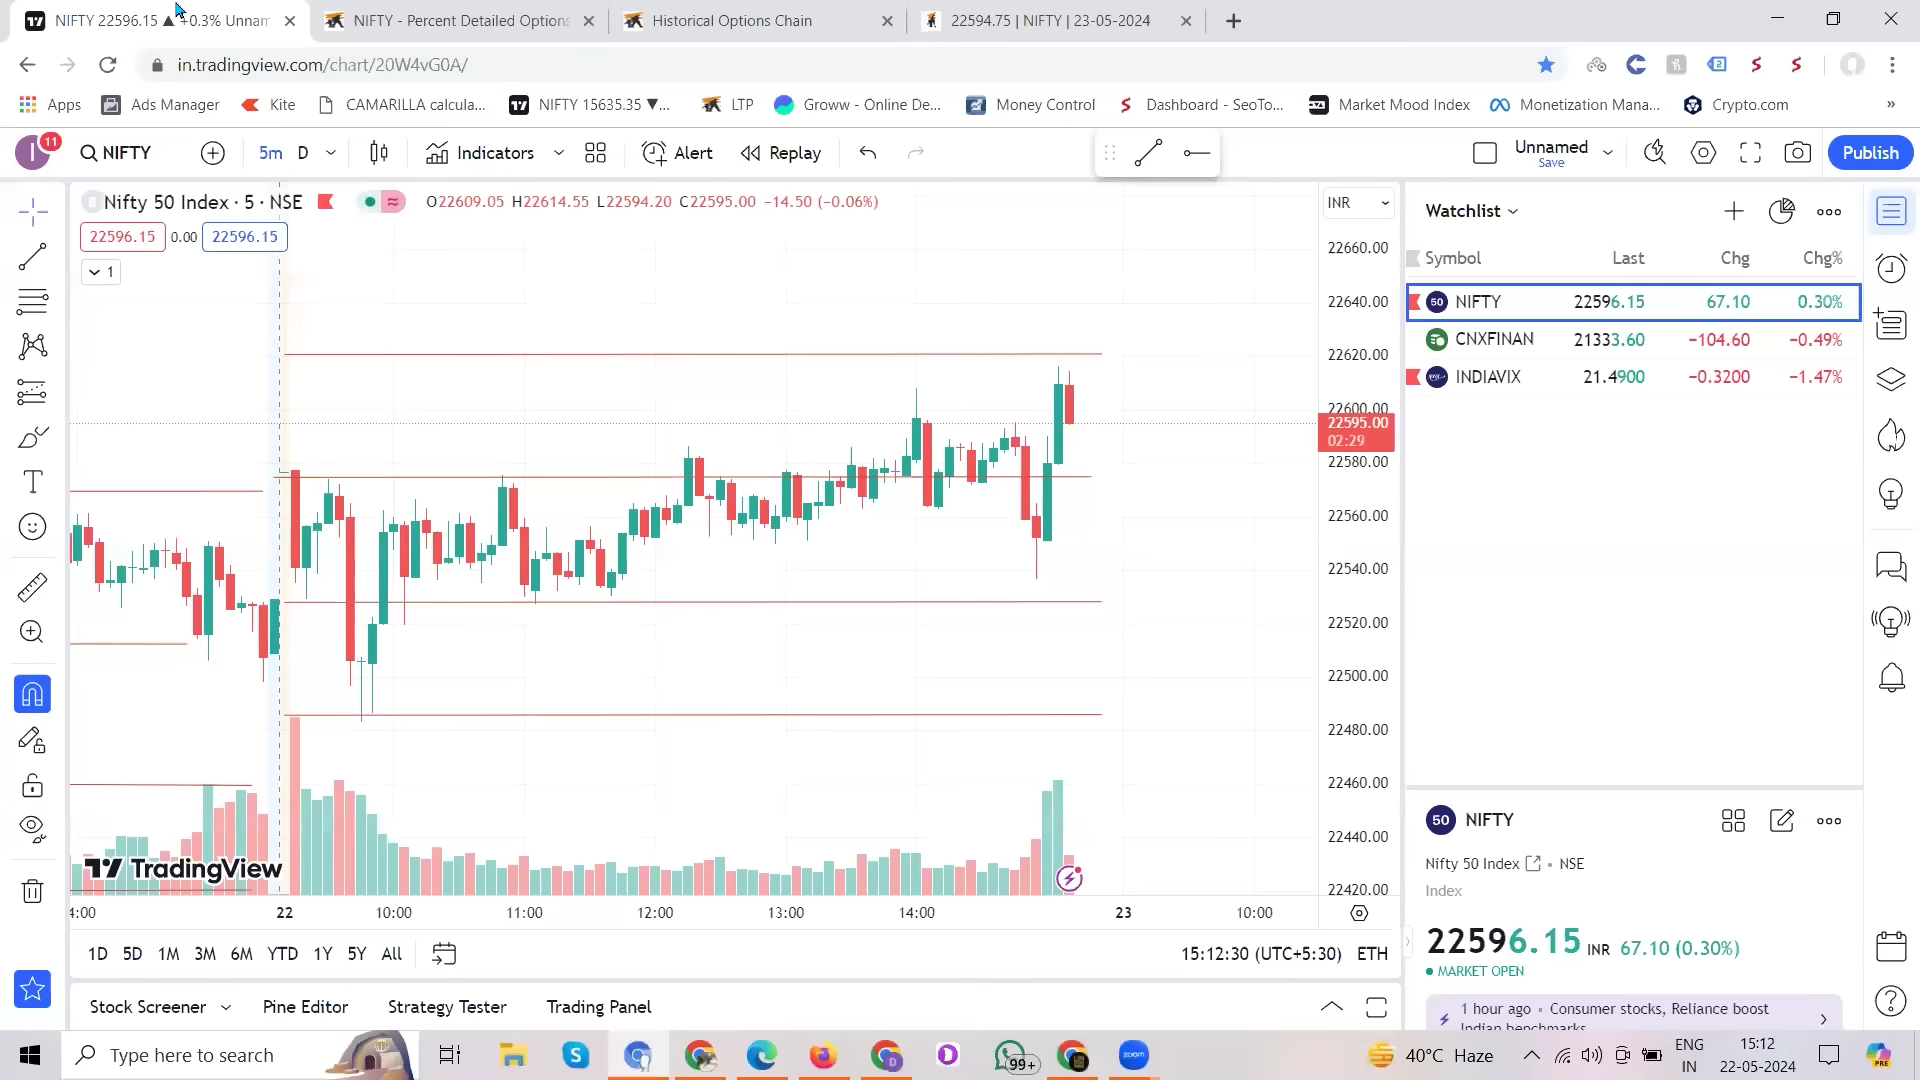 NIFTY 22596.15 ▲ +0.3% Unnam
NIFTY - Percent Detailed Options
Historical Options Chain
22594.75 | NIFTY | 23-05-2024
in.tradingview.com/chart/20W4vG0A/
Apps
Ads Manager
Kite
CAMARILLA calcula...
NIFTY 15635.35 ▼...
LTP
Groww - Online De...
Money Control
Dashboard - SeoTo...
Market Mood Index
Monetization Mana...
Crypto.com
»
I 11
NIFTY
5m D
Indicators
Alert
Replay
Unnamed
Save
Publish
Nifty 50 Index · 5 · NSE
O22609.05 H22614.55 L22594.20 C22595.00 −14.50 (−0.06%)
INR
22596.15 0.00 22596.15
1
22660.00
22640.00
22620.00
22600.00
22595.00
02:29
22580.00
22560.00
22540.00
22520.00
22500.00
22480.00
22460.00
22440.00
22420.00
TradingView
4:00 22 10:00 11:00 12:00 13:00 14:00 23 10:00
1D 5D 1M 3M 6M YTD 1Y 5Y All
15:12:30 (UTC+5:30) ETH
Stock Screener
Pine Editor
Strategy Tester
Trading Panel
Watchlist
Symbol Last Chg Chg%
50 NIFTY 22596.15 67.10 0.30%
CNXFINAN 21333.60 −104.60 −0.49%
INDIAVIX 21.4900 −0.3200 −1.47%
50 NIFTY
Nifty 50 Index • NSE
Index
22596.15 INR 67.10 (0.30%)
MARKET OPEN
1 hour ago • Consumer stocks, Reliance boost
Indian benchmarks
Type here to search
99+
zoom
40°C Haze
ENG
IN
15:12
22-05-2024
PRE